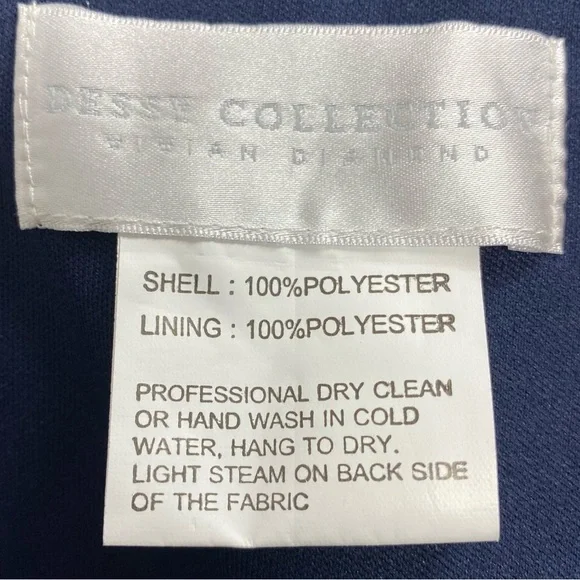 DESSY COLLECTION
VIVIAN DIAMOND
SHELL : 100%POLYESTER
LINING : 100%POLYESTER
PROFESSIONAL DRY CLEAN
OR HAND WASH IN COLD
WATER, HANG TO DRY.
LIGHT STEAM ON BACK SIDE
OF THE FABRIC